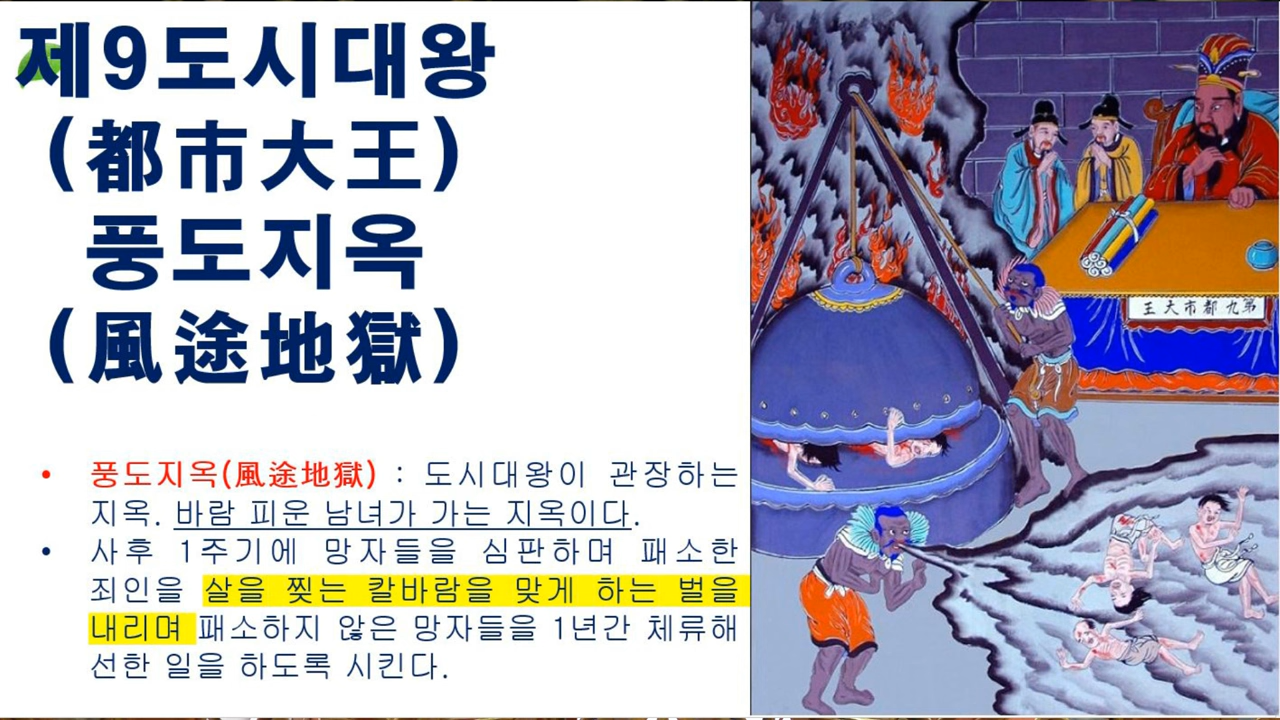 제9도시대왕
(都市大王)
풍도지옥
(風途地獄)
• 풍도지옥(風途地獄) : 도시대왕이 관장하는
지옥. 바람 피운 남녀가 가는 지옥이다.
• 사후 1주기에 망자들을 심판하며 패소한
죄인을 살을 찢는 칼바람을 맞게 하는 벌을
내리며 패소하지 않은 망자들을 1년간 체류해
선한 일을 하도록 시킨다.
王大市都九第